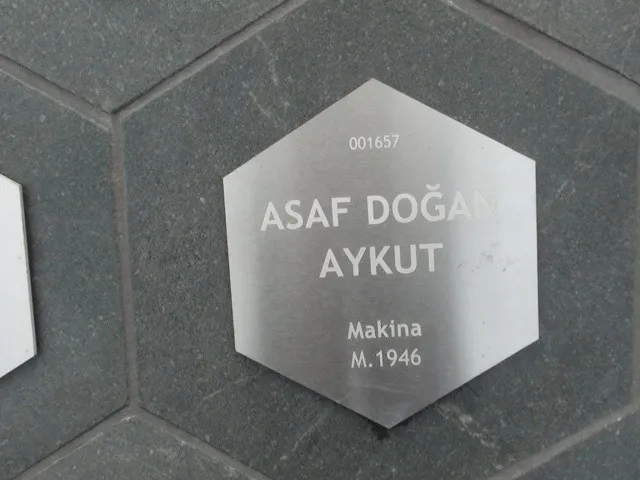 001657
ASAF DOĞAN
AYKUT
Makina
M.1946